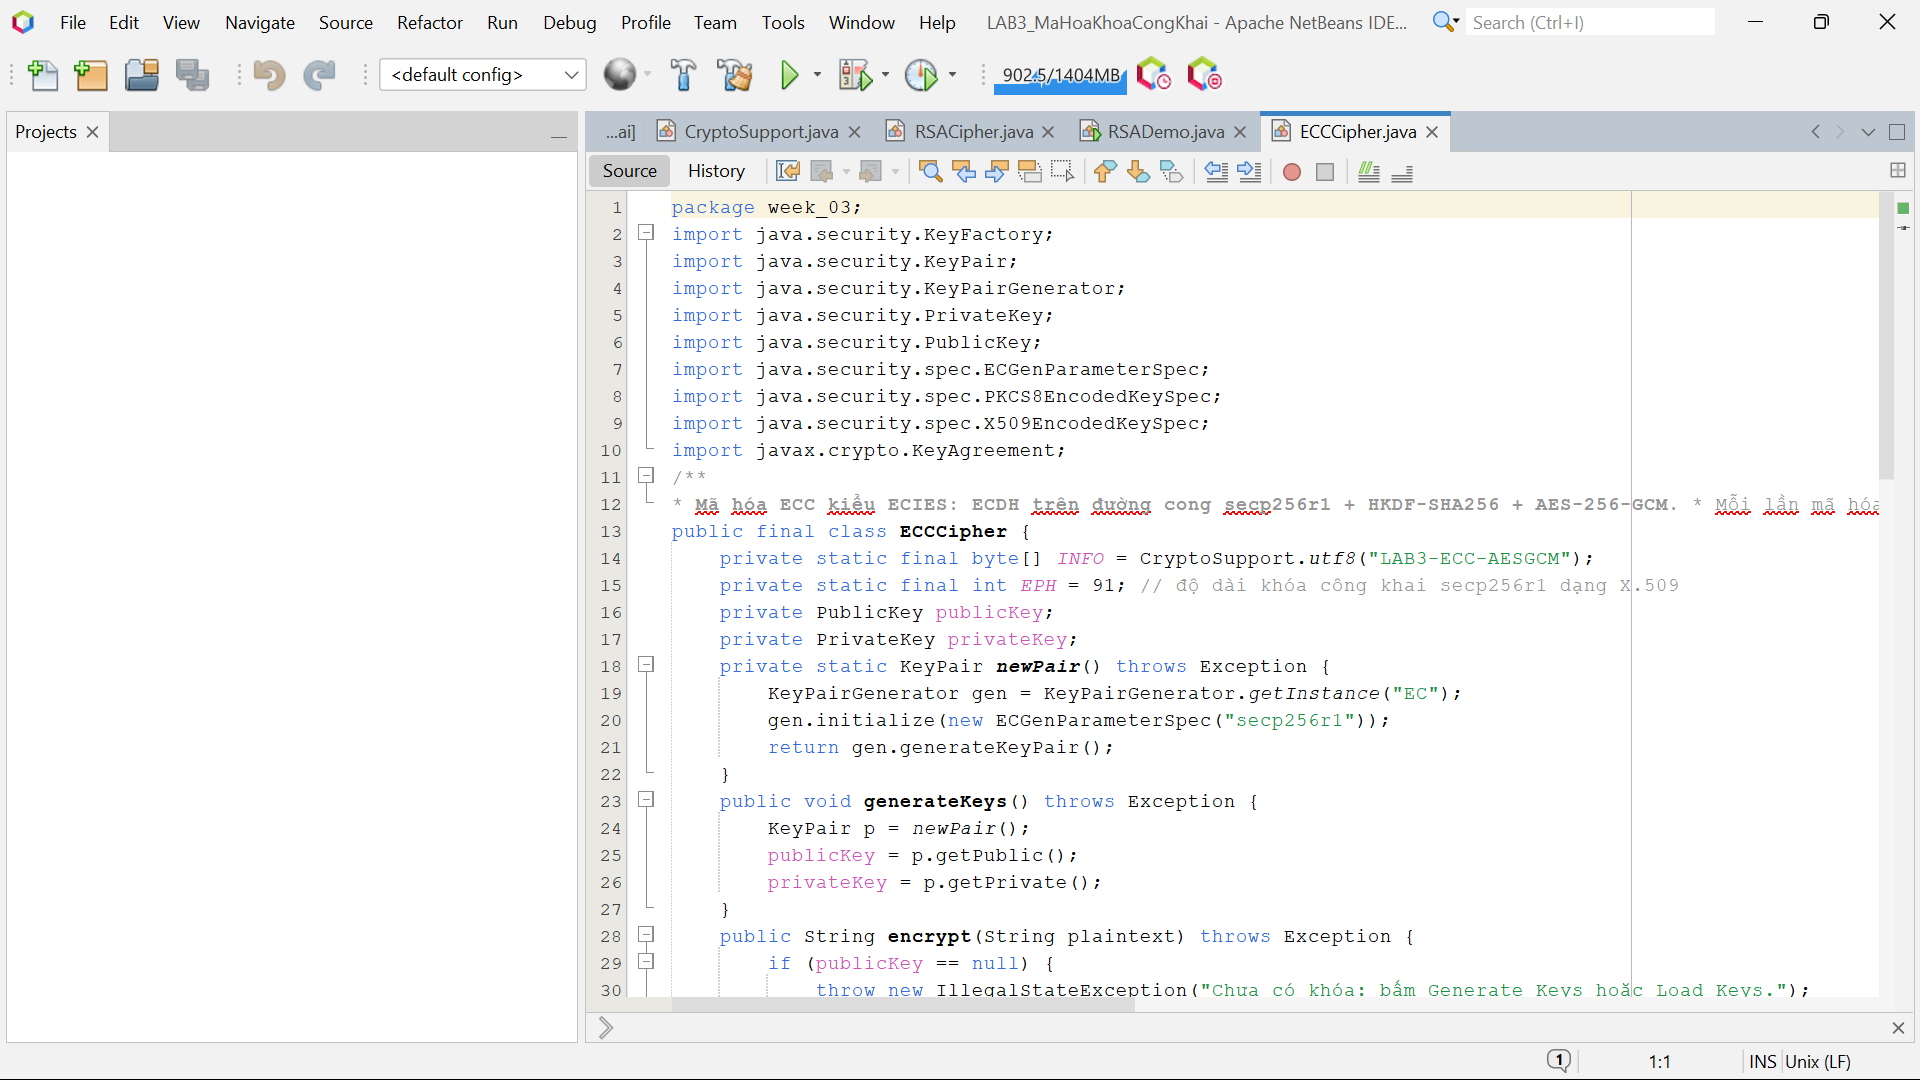 File Edit View Navigate Source Refactor Run Debug Profile Team Tools Window Help LAB3_MaHoaKhoaCongKhai - Apache NetBeans IDE... Search (Ctrl+I)
<default config> 902.5/1404MB
Projects
...ai] CryptoSupport.java RSACipher.java RSADemo.java ECCCipher.java
Source History
1 package week_03;
2 import java.security.KeyFactory;
3 import java.security.KeyPair;
4 import java.security.KeyPairGenerator;
5 import java.security.PrivateKey;
6 import java.security.PublicKey;
7 import java.security.spec.ECGenParameterSpec;
8 import java.security.spec.PKCS8EncodedKeySpec;
9 import java.security.spec.X509EncodedKeySpec;
10 import javax.crypto.KeyAgreement;
11 /**
12 * Mã hóa ECC kiểu ECIES: ECDH trên đường cong secp256r1 + HKDF-SHA256 + AES-256-GCM. * Mỗi lần mã hóa
13 public final class ECCCipher {
14 private static final byte[] INFO = CryptoSupport.utf8("LAB3-ECC-AESGCM");
15 private static final int EPH = 91; // độ dài khóa công khai secp256r1 dạng X.509
16 private PublicKey publicKey;
17 private PrivateKey privateKey;
18 private static KeyPair newPair() throws Exception {
19 KeyPairGenerator gen = KeyPairGenerator.getInstance("EC");
20 gen.initialize(new ECGenParameterSpec("secp256r1"));
21 return gen.generateKeyPair();
22 }
23 public void generateKeys() throws Exception {
24 KeyPair p = newPair();
25 publicKey = p.getPublic();
26 privateKey = p.getPrivate();
27 }
28 public String encrypt(String plaintext) throws Exception {
29 if (publicKey == null) {
30 throw new IllegalStateException("Chưa có khóa: bấm Generate Keys hoặc Load Keys.");
1 1:1 INS Unix (LF)